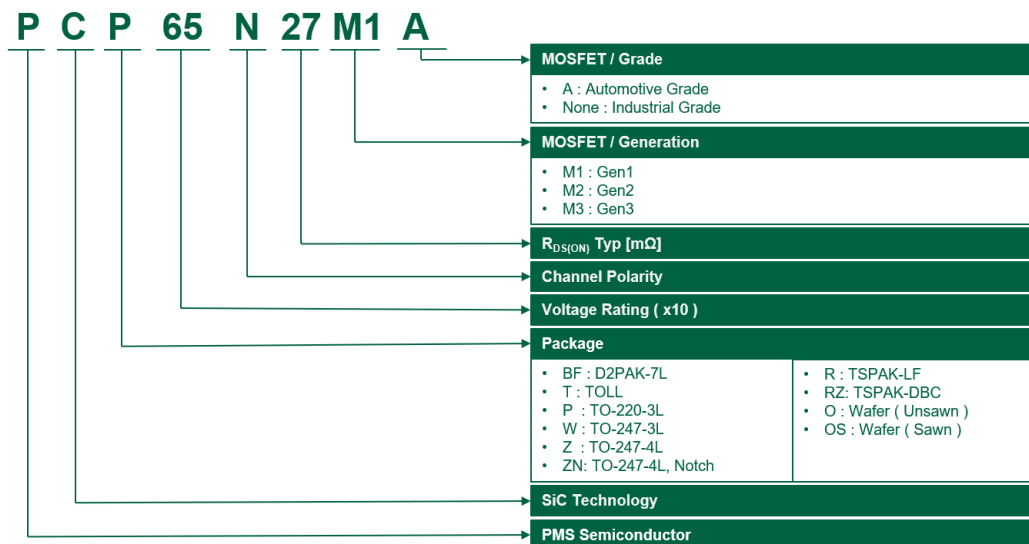 P C P 65 N 27 M1 A
MOSFET / Grade
• A : Automotive Grade
• None : Industrial Grade
MOSFET / Generation
• M1 : Gen1
• M2 : Gen2
• M3 : Gen3
RDS(ON) Typ [mΩ]
Channel Polarity
Voltage Rating ( x10 )
Package
• BF : D2PAK-7L
• T : TOLL
• P : TO-220-3L
• W : TO-247-3L
• Z : TO-247-4L
• ZN: TO-247-4L, Notch
• R : TSPAK-LF
• RZ: TSPAK-DBC
• O : Wafer ( Unsawn )
• OS : Wafer ( Sawn )
SiC Technology
PMS Semiconductor